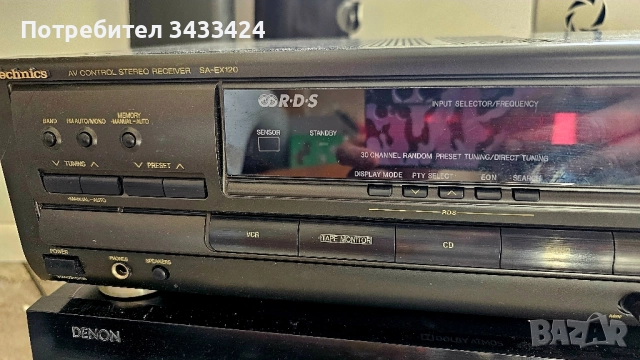 Потребител 3433424
echnics AV CONTROL STEREO RECEIVER SA-EX120
R·D·S
INPUT SELECTOR/FREQUENCY
BAND FM AUTO/MONO MEMORY
-MANUAL-AUTO
SENSOR STANDBY
30 CHANNEL RANDOM PRESET TUNING/DIRECT TUNING
TUNING PRESET
DISPLAY MODE PTY SELECT EON SEARCH
-MANUAL-AUTO
RDS
VCR TAPE MONITOR CD
POWER PHONES SPEAKERS
DENON
BAZAR